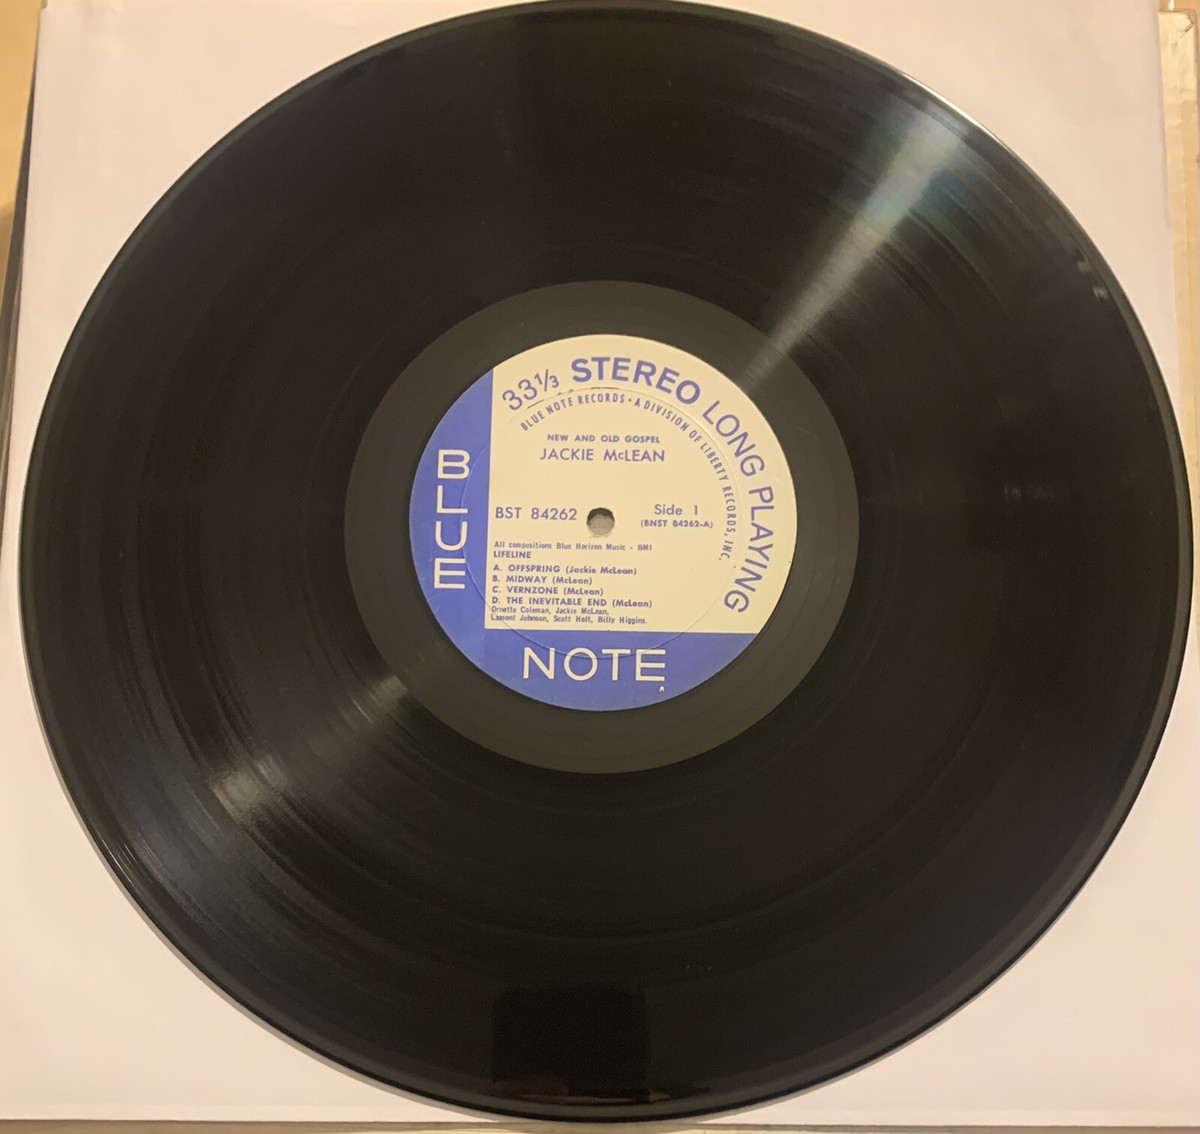 33 1/3 STEREO LONG PLAYING
BLUE NOTE RECORDS • A DIVISION OF LIBERTY RECORDS, INC.
NEW AND OLD GOSPEL
JACKIE McLEAN
BST 84262
Side 1
(BNST 84262-A)
All compositions Blue Horizon Music - BMI
LIFELINE
A. OFFSPRING (Jackie McLean)
B. MIDWAY (McLean)
C. VERNZONE (McLean)
D. THE INEVITABLE END (McLean)
Ornette Coleman, Jackie McLean,
Lamont Johnson, Scott Holt, Billy Higgins.
BLUE
NOTE